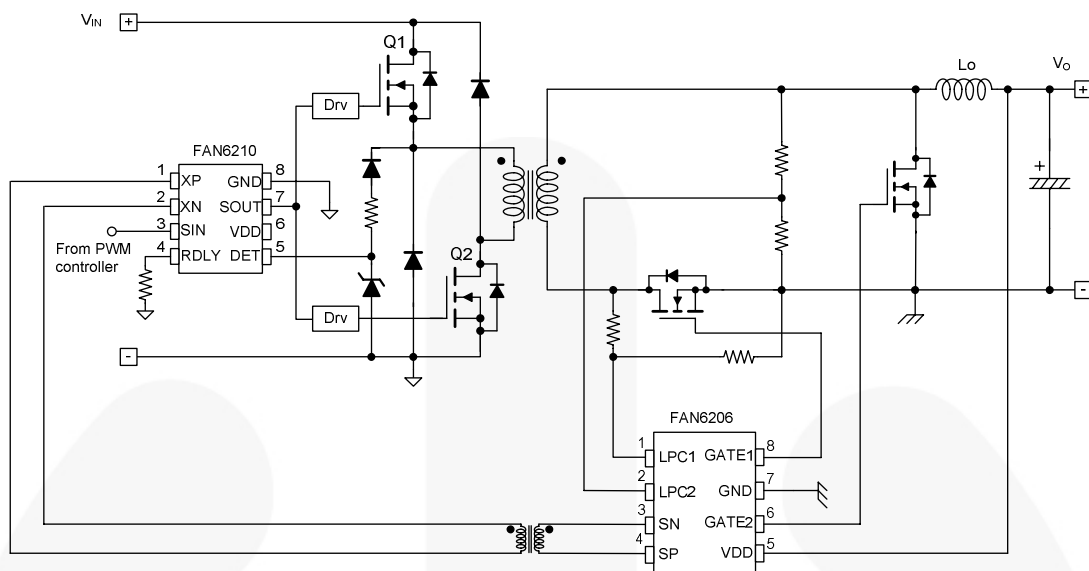 VIN
+
Q1
Drv
FAN6210
1 XP GND 8
2 XN SOUT 7
3 SIN VDD 6
4 RDLY DET 5
From PWM
controller
Q2
Drv
-
Lo
VO
+
+
-
FAN6206
1 LPC1 GATE1 8
2 LPC2 GND 7
3 SN GATE2 6
4 SP VDD 5